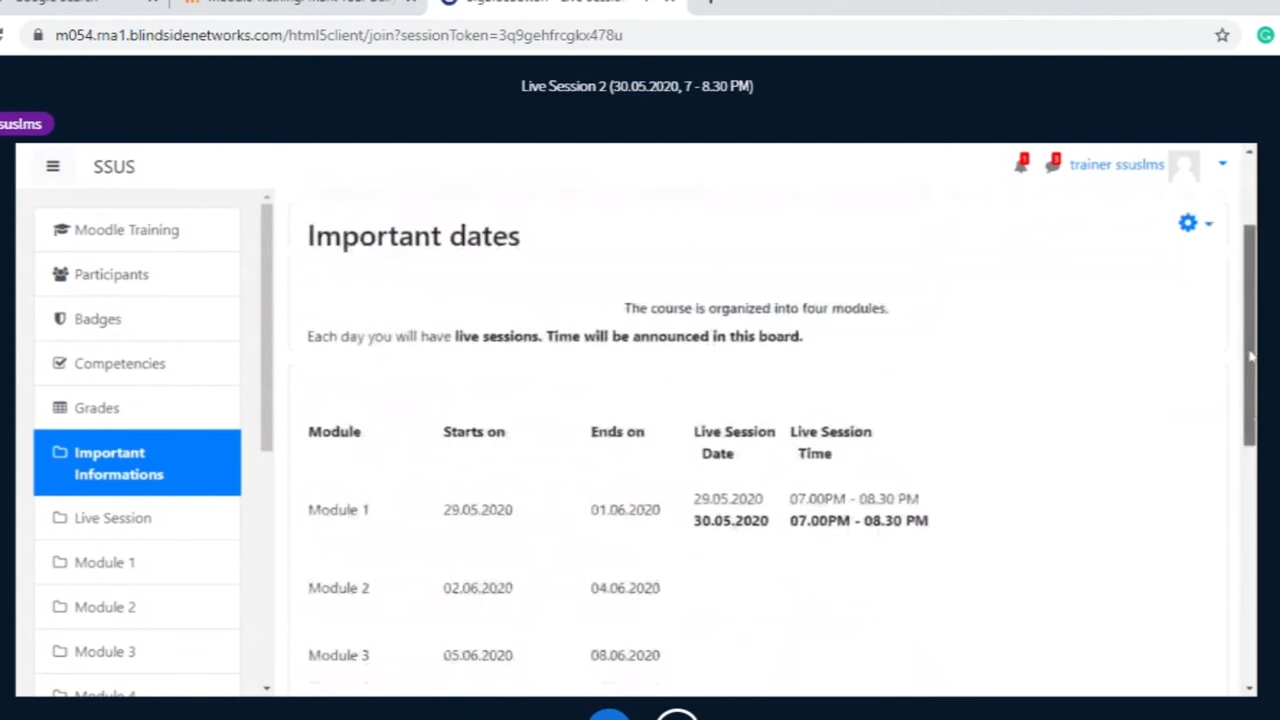 m054.rna1.blindsidenetworks.com/html5client/join?sessionToken=3q9gehfrcgkx478u
Live Session 2 (30.05.2020, 7 - 8.30 PM)
suslms
SSUS
trainer ssuslms
Moodle Training
Participants
Badges
Competencies
Grades
Important
Informations
Live Session
Module 1
Module 2
Module 3
Module 4
Important dates
The course is organized into four modules.
Each day you will have live sessions. Time will be announced in this board.
Module Starts on Ends on Live Session Date Live Session Time
Module 1 29.05.2020 01.06.2020 29.05.2020 07.00PM - 08.30 PM
30.05.2020 07.00PM - 08.30 PM
Module 2 02.06.2020 04.06.2020
Module 3 05.06.2020 08.06.2020